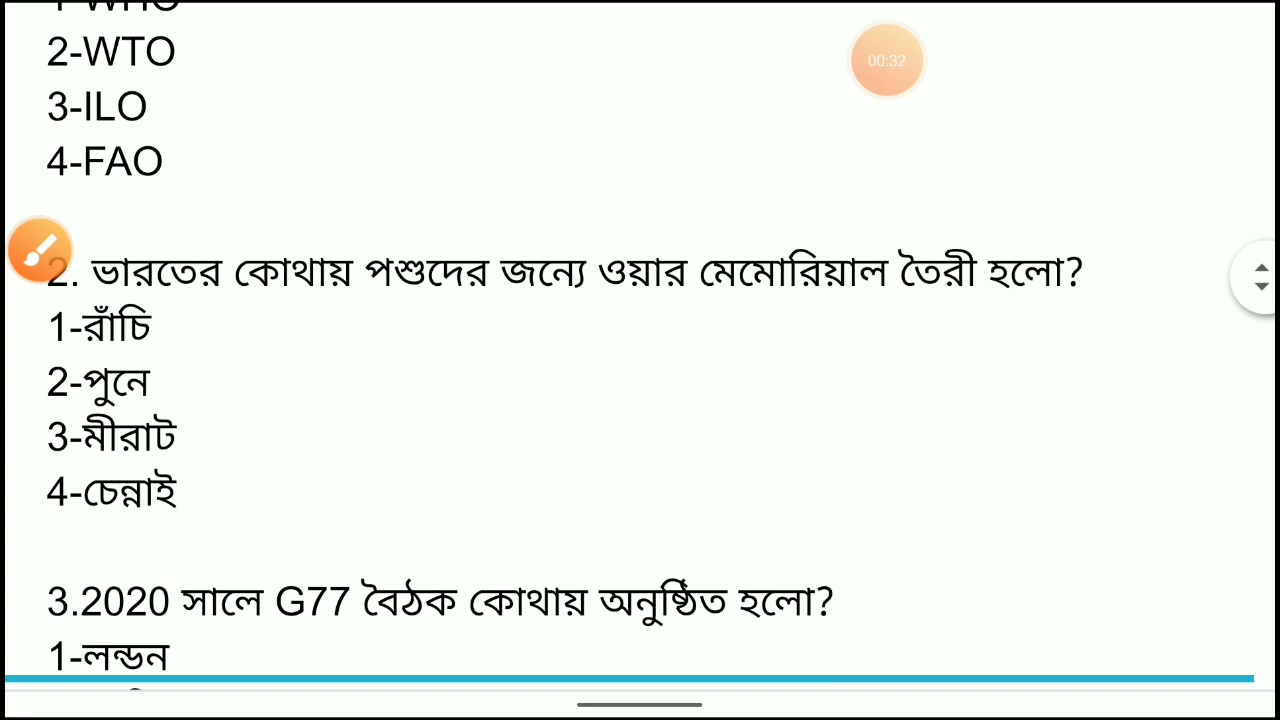 2-WTO
00:32
3-ILO
4-FAO
2. ভারতের কোথায় পশুদের জন্যে ওয়ার মেমোরিয়াল তৈরী হলো?
1-রাঁচি
2-পুনে
3-মীরাট
4-চেন্নাই
3.2020 সালে G77 বৈঠক কোথায় অনুষ্ঠিত হলো?
1-লন্ডন